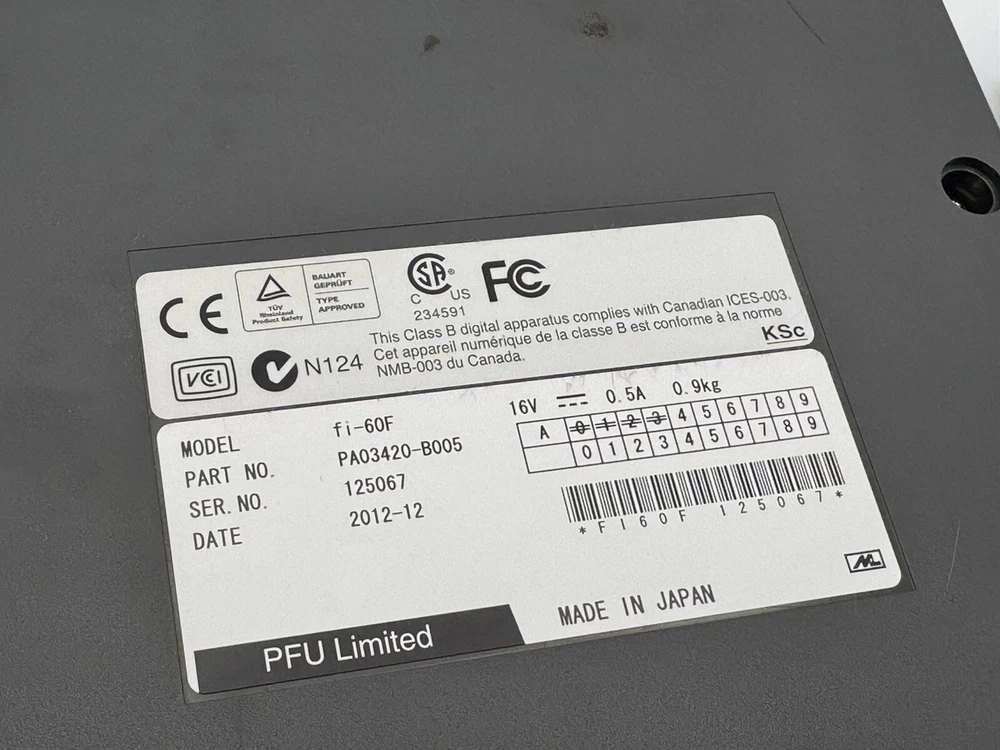 CE
TÜV
Rheinland
Product Safety
BAUART
GEPRÜFT
TYPE
APPROVED
SA®
C US
234591
FC
This Class B digital apparatus complies with Canadian ICES-003.
Cet appareil numérique de la classe B est conforme à la norme
NMB-003 du Canada.
KSc
VCI
N124
MODEL fi-60F
PART NO. PA03420-B005
SER. NO. 125067
DATE 2012-12
16V 0.5A 0.9kg
A 0 1 2 3 4 5 6 7 8 9
0 1 2 3 4 5 6 7 8 9
*FI60F 125067*
PFU Limited
MADE IN JAPAN